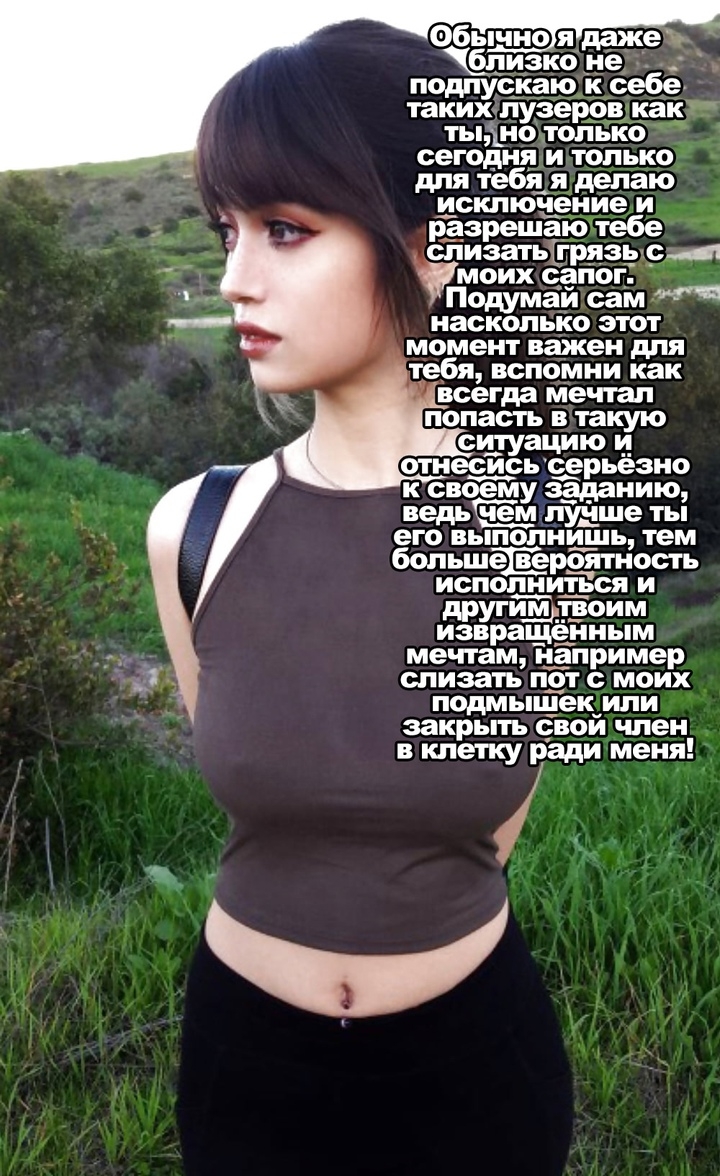 Обычно я даже
близко не
подпускаю к себе
таких лузеров как
ты, но только
сегодня и только
для тебя я делаю
исключение и
разрешаю тебе
слизать грязь с
моих сапог.
Подумай сам
насколько этот
момент важен для
тебя, вспомни как
всегда мечтал
попасть в такую
ситуацию и
отнесись серьёзно
к своему заданию,
ведь чем лучше ты
его выполнишь, тем
больше вероятность
исполниться и
другим твоим
извращённым
мечтам, например
слизать пот с моих
подмышек или
закрыть свой член
в клетку ради меня!